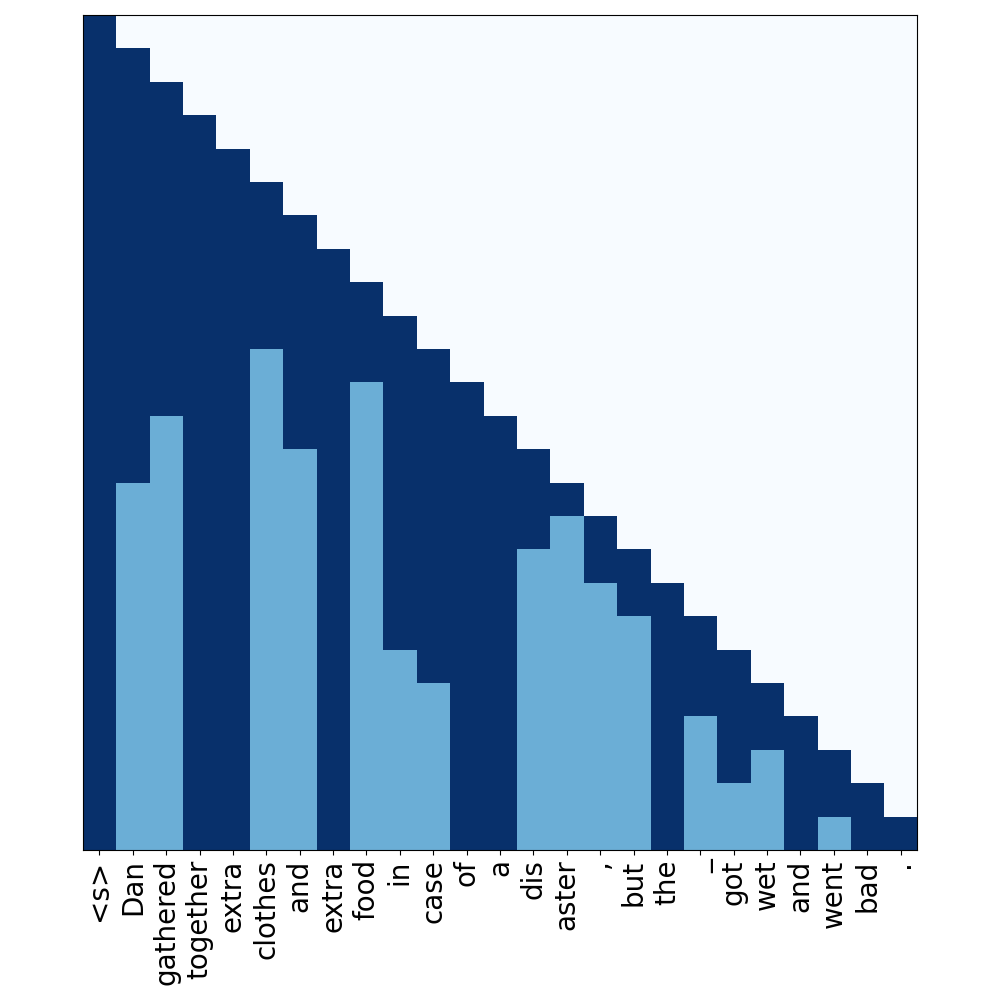 <s> Dan gathered together extra clothes and extra food in case of a dis aster , but the _ got wet and went bad .